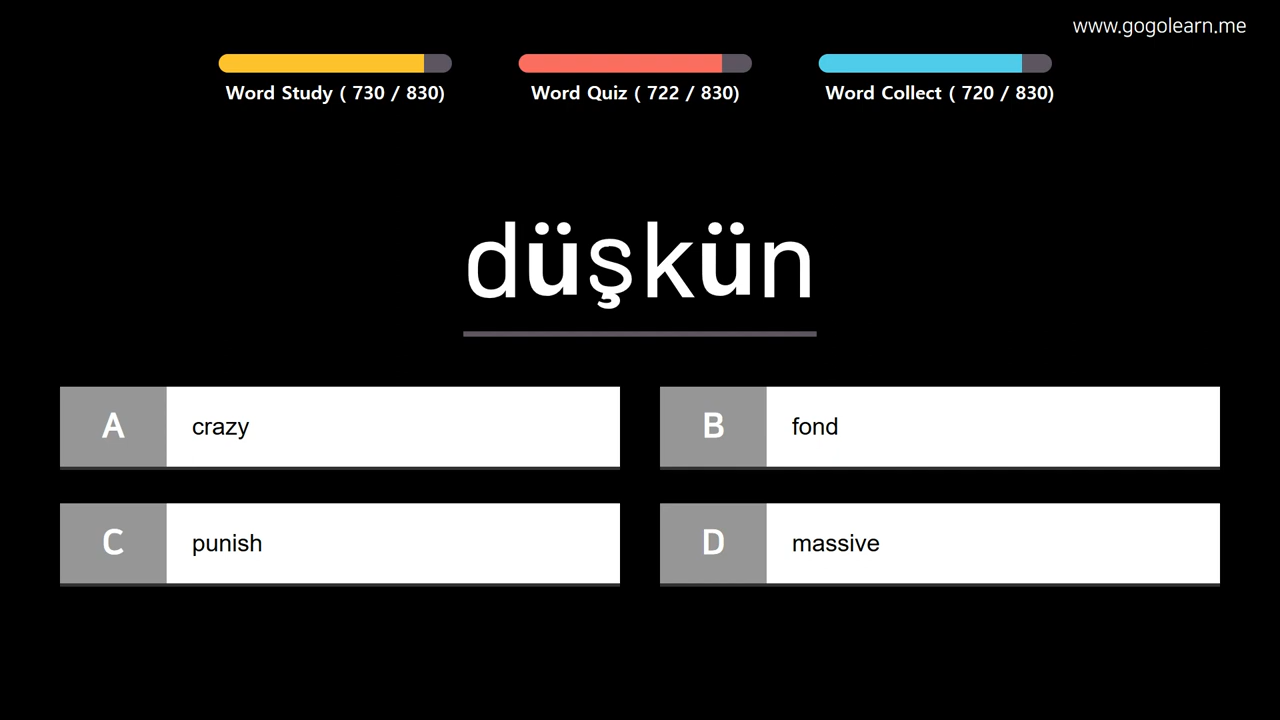 www.gogolearn.me
Word Study ( 730 / 830)
Word Quiz ( 722 / 830)
Word Collect ( 720 / 830)
düşkün
A crazy
B fond
C punish
D massive